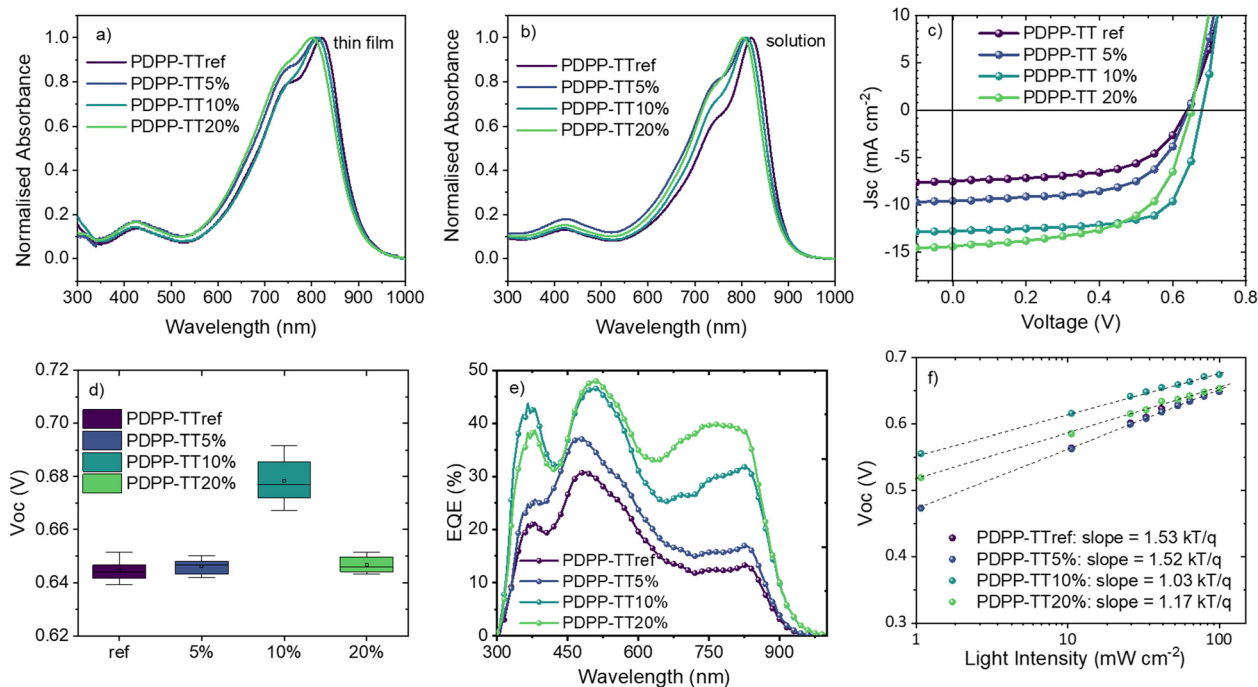 a)
thin film
PDPP-TTref
PDPP-TT5%
PDPP-TT10%
PDPP-TT20%
Normalised Absorbance
1.0
0.8
0.6
0.4
0.2
0.0
300 400 500 600 700 800 900 1000
Wavelength (nm)
b)
solution
PDPP-TTref
PDPP-TT5%
PDPP-TT10%
PDPP-TT20%
Normalised Absorbance
1.0
0.8
0.6
0.4
0.2
0.0
300 400 500 600 700 800 900 1000
Wavelength (nm)
c)
PDPP-TT ref
PDPP-TT 5%
PDPP-TT 10%
PDPP-TT 20%
Jsc (mA cm-2)
10
5
0
-5
-10
-15
0.0 0.2 0.4 0.6 0.8
Voltage (V)
d)
PDPP-TTref
PDPP-TT5%
PDPP-TT10%
PDPP-TT20%
Voc (V)
0.72
0.70
0.68
0.66
0.64
0.62
ref 5% 10% 20%
e)
EQE (%)
50
40
30
20
10
0
PDPP-TTref
PDPP-TT5%
PDPP-TT10%
PDPP-TT20%
300 450 600 750 900
Wavelength (nm)
f)
Voc (V)
0.7
0.6
0.5
0.4
0.3
PDPP-TTref: slope = 1.53 kT/q
PDPP-TT5%: slope = 1.52 kT/q
PDPP-TT10%: slope = 1.03 kT/q
PDPP-TT20%: slope = 1.17 kT/q
1 10 100
Light Intensity (mW cm-2)